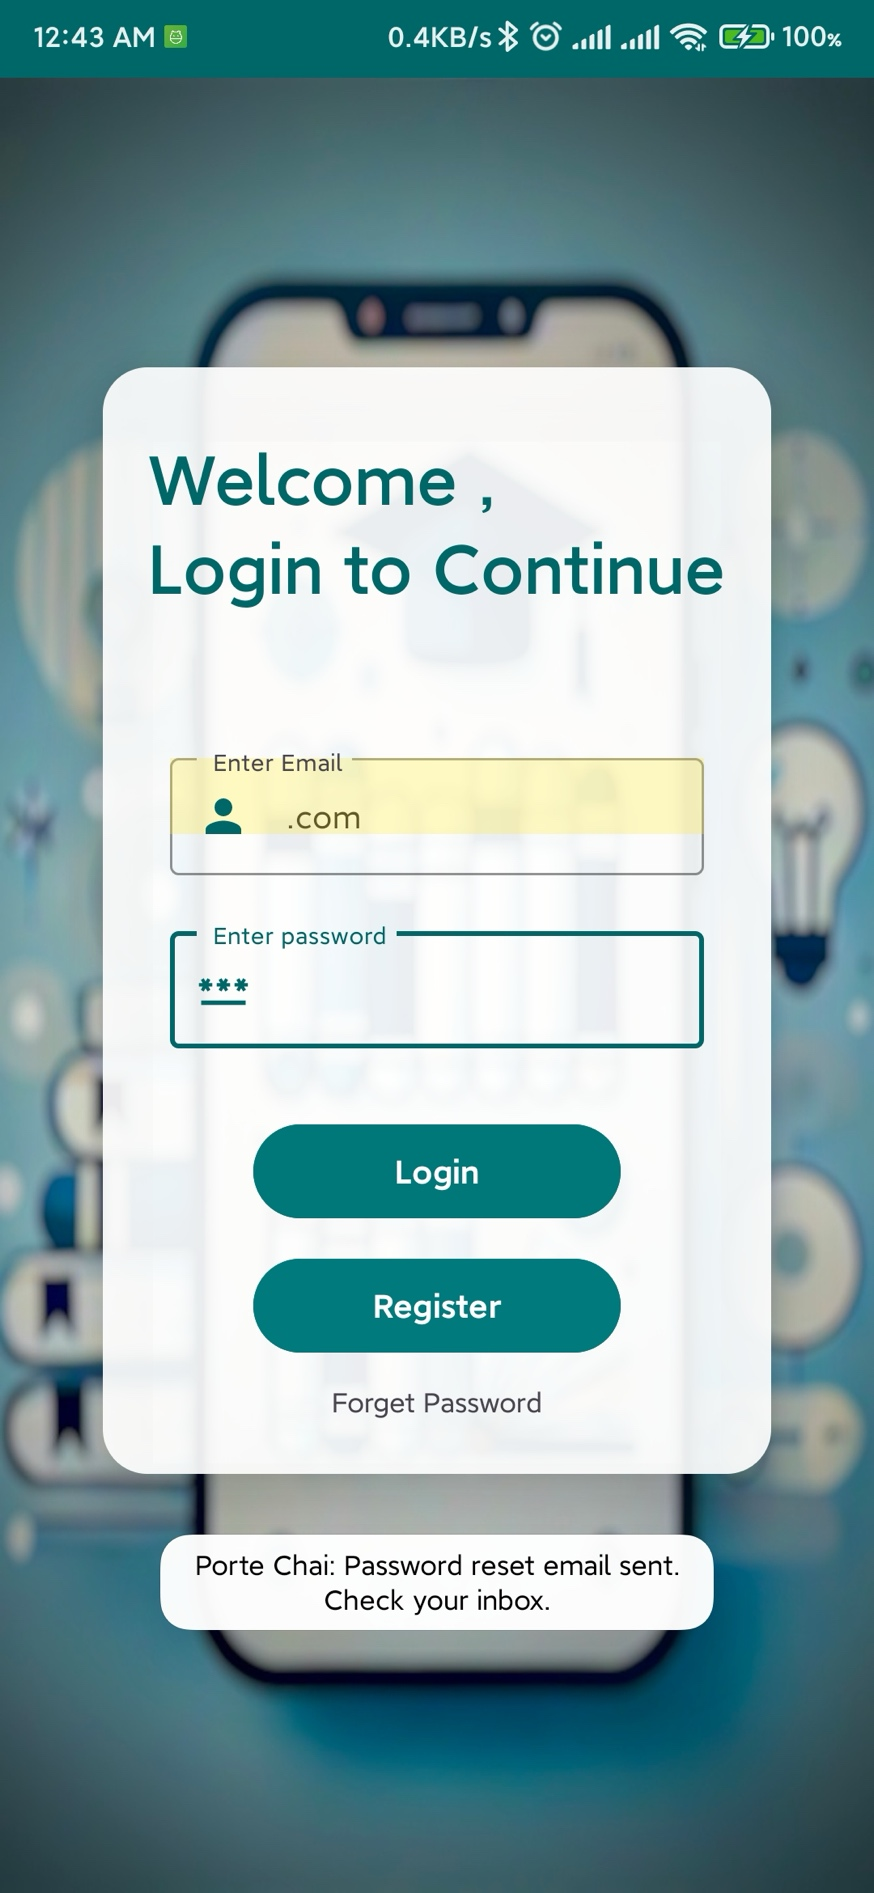 12:43 AM 0.4KB/s 100%
Welcome ,
Login to Continue
Enter Email
.com
Enter password
***
Login
Register
Forget Password
Porte Chai: Password reset email sent.
Check your inbox.